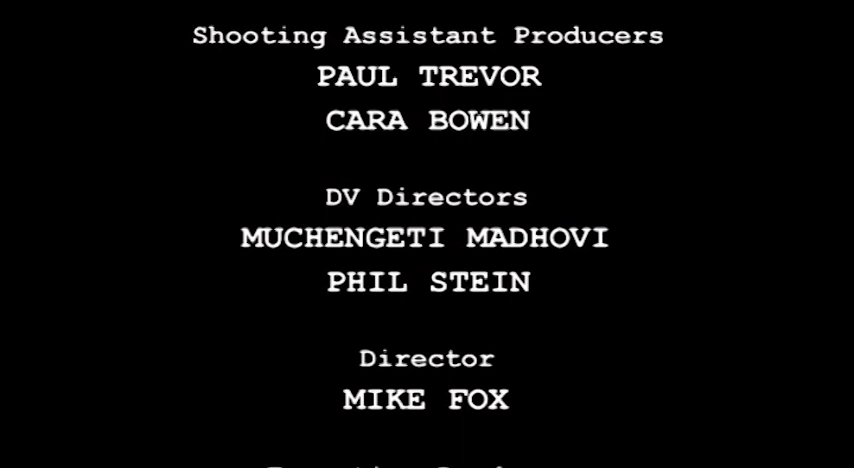 Shooting Assistant Producers
PAUL TREVOR
CARA BOWEN
DV Directors
MUCHENGETI MADHOVI
PHIL STEIN
Director
MIKE FOX